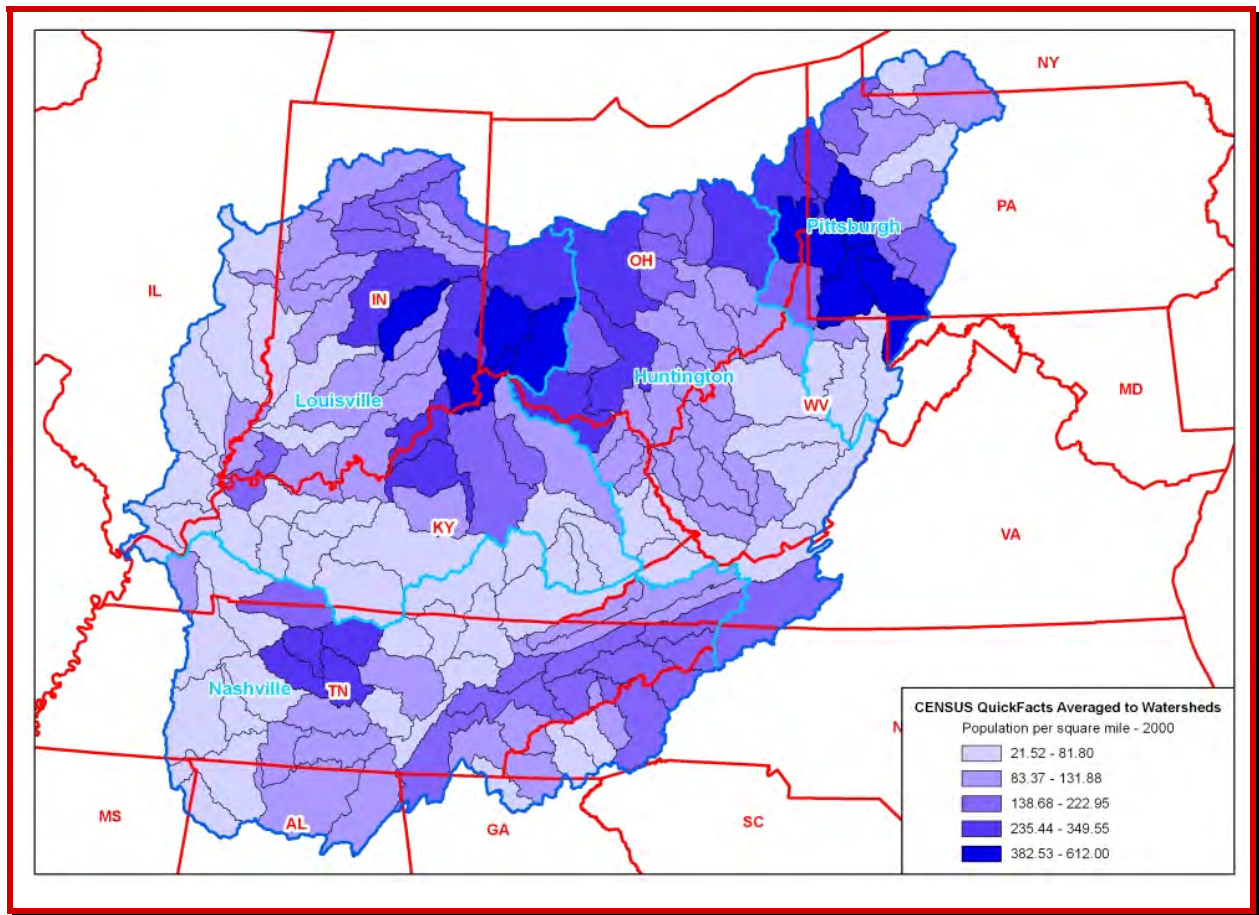 NY
PA
Pittsburgh
OH
IL
IN
MD
Huntington
Louisville
WV
KY
VA
Nashville
TN
N
MS
AL
GA
SC
CENSUS QuickFacts Averaged to Watersheds
Population per square mile - 2000
21.52 - 81.80
83.37 - 131.88
138.68 - 222.95
235.44 - 349.55
382.53 - 612.00